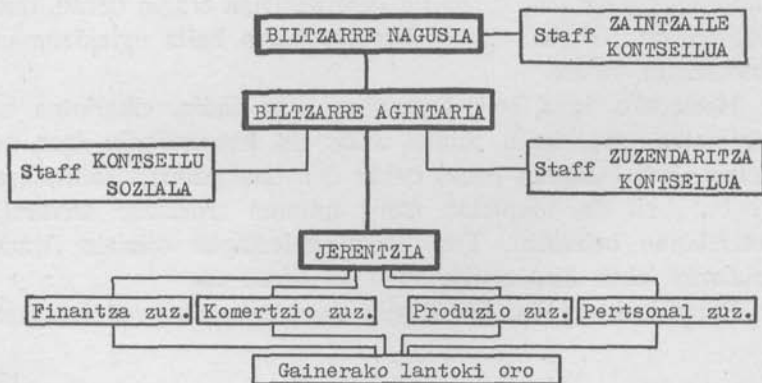 BILTZARRE NAGUSIA
Staff ZAINTZAILE
KONTSEILUA
BILTZARRE AGINTARIA
Staff KONTSEILU
SOZIALA
Staff ZUZENDARITZA
KONTSEILUA
JERENTZIA
Finantza zuz.
Komertzio zuz.
Produzio zuz.
Pertsonal zuz.
Gainerako lantoki oro